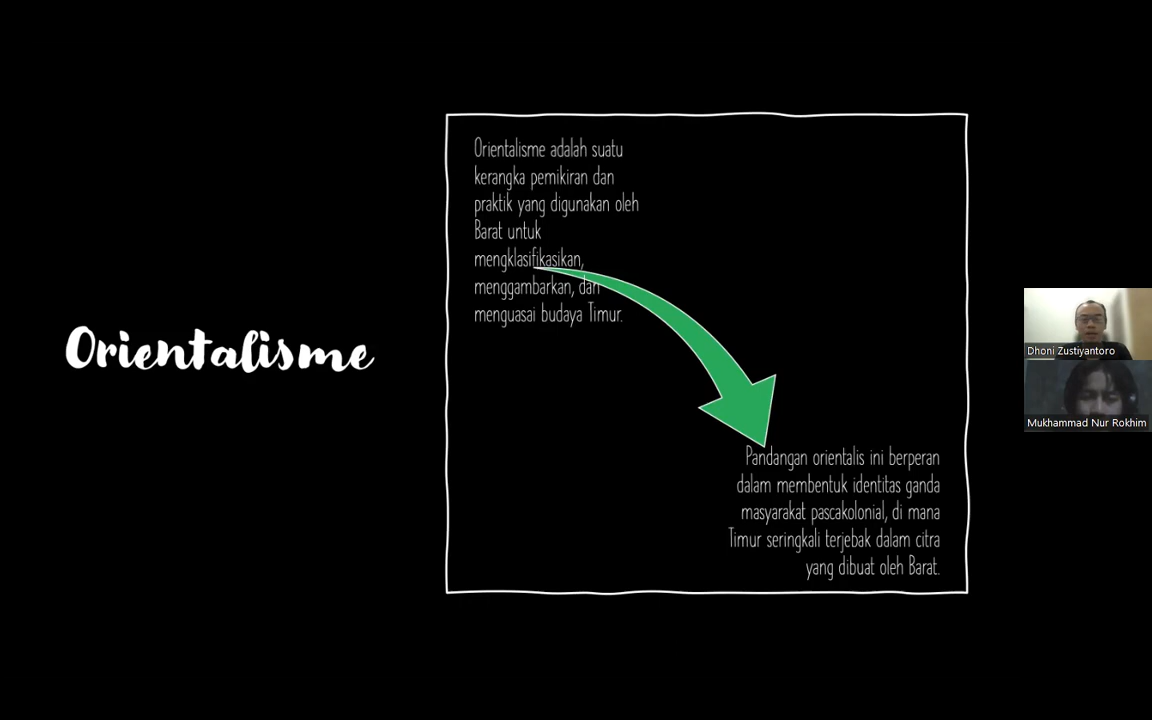 Orientalisme
Orientalisme adalah suatu
kerangka pemikiran dan
praktik yang digunakan oleh
Barat untuk
mengklasifikasikan,
menggambarkan, dan
menguasai budaya Timur.
Pandangan orientalis ini berperan
dalam membentuk identitas ganda
masyarakat pascakolonial, di mana
Timur seringkali terjebak dalam citra
yang dibuat oleh Barat.
Dhoni Zustiyantoro
Mukhammad Nur Rokhim